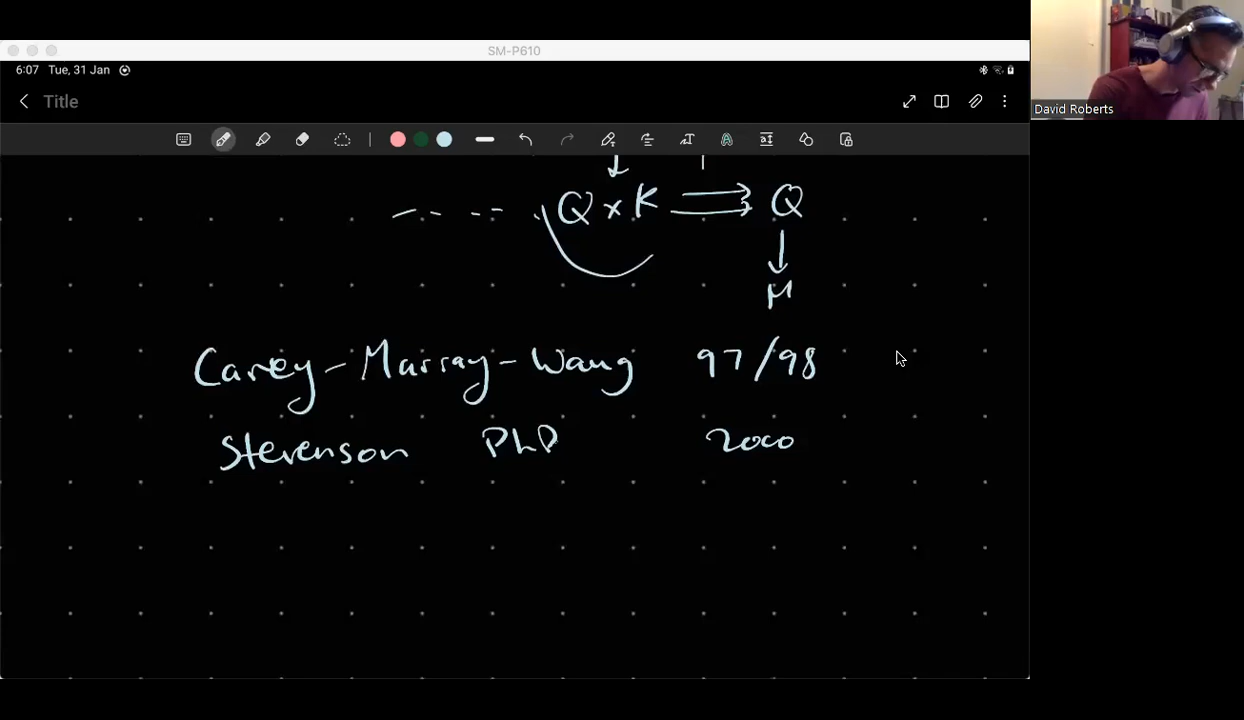 SM-P610
6:07 Tue, 31 Jan
Title
David Roberts
Q × K Q
M
Carey-Murray-Wang 97/98
Stevenson PhD 2000